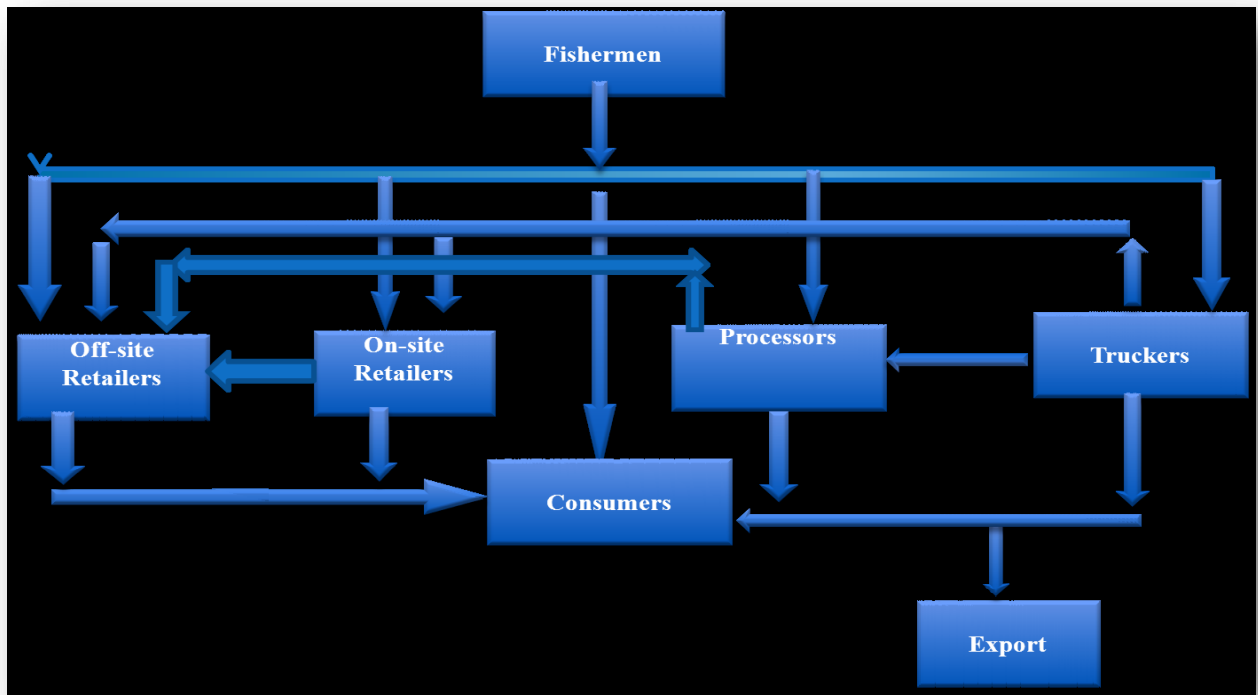 Fishermen
Off-site
Retailers
On-site
Retailers
Processors
Truckers
Consumers
Export